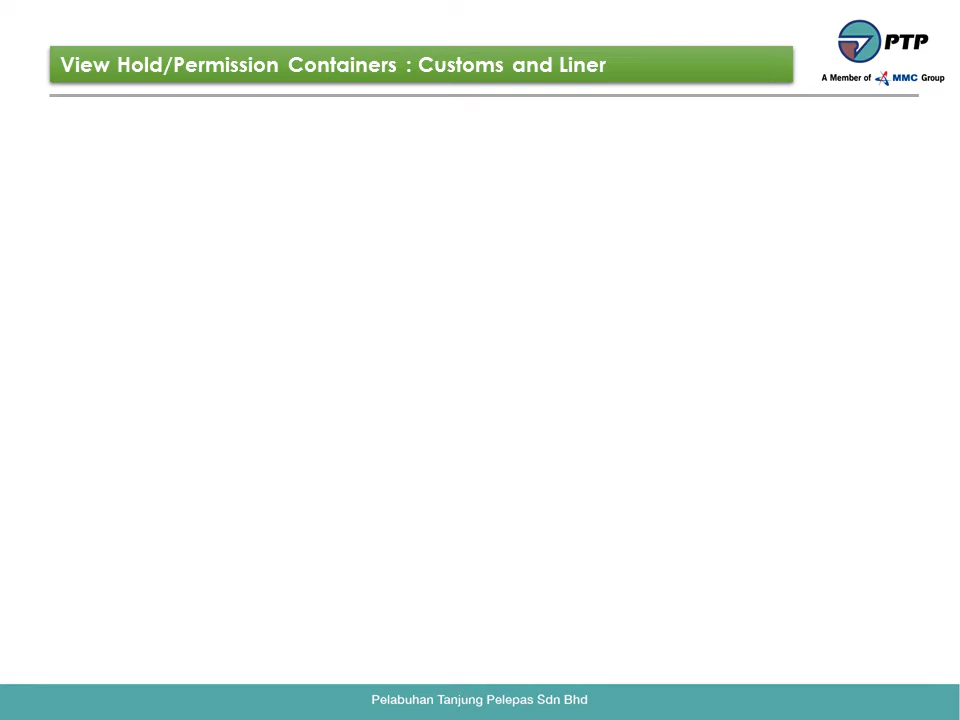 View Hold/Permission Containers : Customs and Liner
PTP
A Member of MMC Group
Pelabuhan Tanjung Pelepas Sdn Bhd